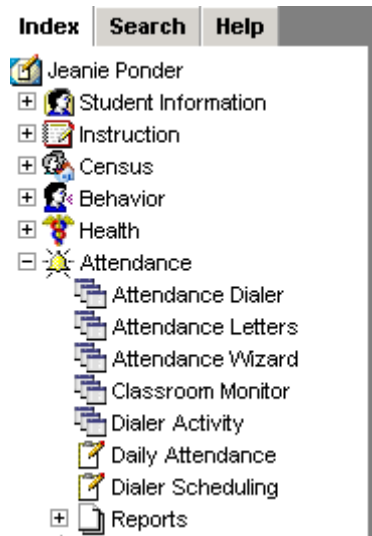 Index Search Help
Jeanie Ponder
Student Information
Instruction
Census
Behavior
Health
Attendance
Attendance Dialer
Attendance Letters
Attendance Wizard
Classroom Monitor
Dialer Activity
Daily Attendance
Dialer Scheduling
Reports